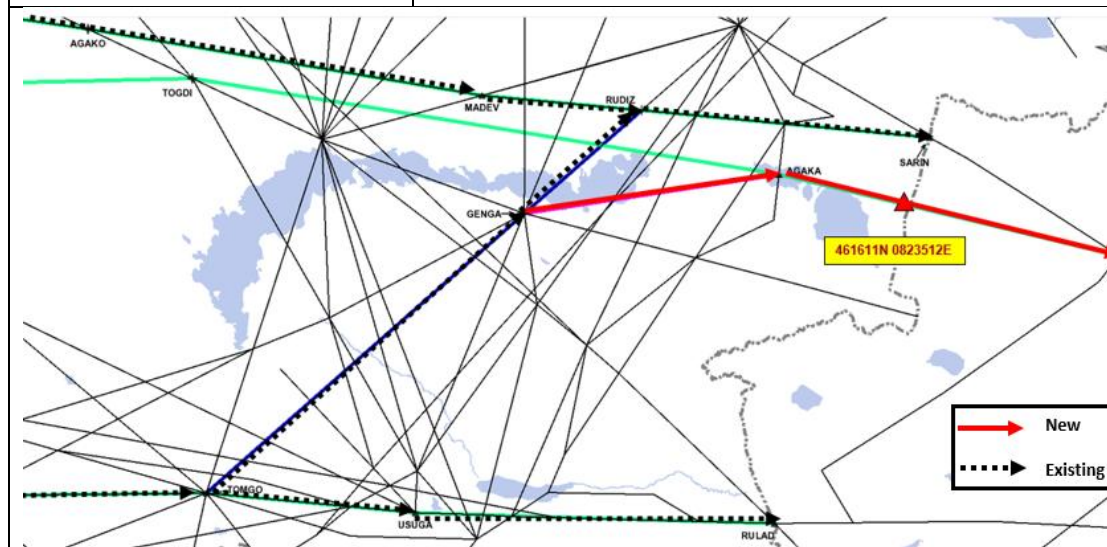 AGAKO
TOGDI
MADEV
RUDIZ
SARIN
AGAKA
GENGA
461611N 0823512E
New
Existing
TOMGO
USUGA
RULAD